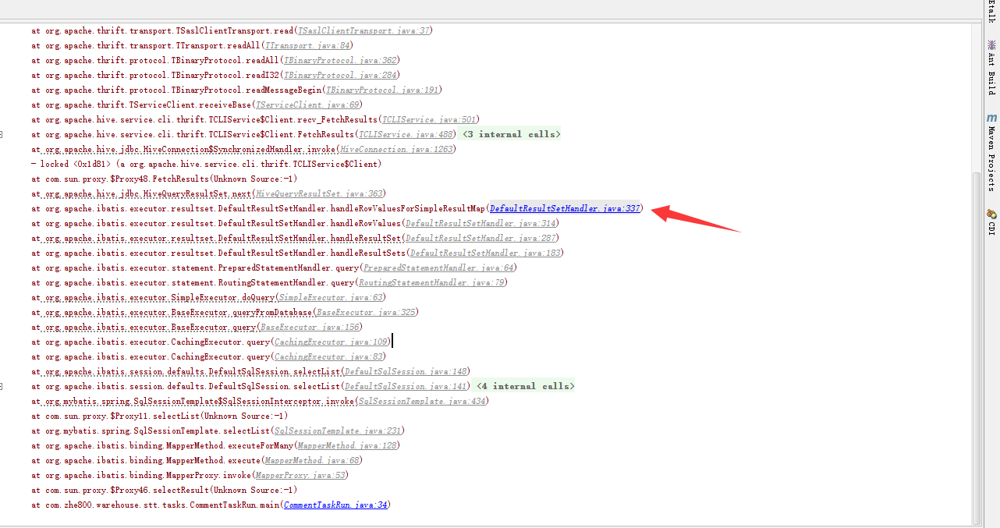 at org.apache.thrift.transport.TSaslClientTransport.read(TSaslClientTransport.java:37)
at org.apache.thrift.transport.TTransport.readAll(TTransport.java:84)
at org.apache.thrift.protocol.TBinaryProtocol.readAll(TBinaryProtocol.java:362)
at org.apache.thrift.protocol.TBinaryProtocol.readI32(TBinaryProtocol.java:284)
at org.apache.thrift.protocol.TBinaryProtocol.readMessageBegin(TBinaryProtocol.java:191)
at org.apache.thrift.TServiceClient.receiveBase(TServiceClient.java:69)
at org.apache.hive.service.cli.thrift.TCLIService$Client.recv_FetchResults(TCLIService.java:501)
at org.apache.hive.service.cli.thrift.TCLIService$Client.FetchResults(TCLIService.java:488) <3 internal calls>
at org.apache.hive.jdbc.HiveConnection$SynchronizedHandler.invoke(HiveConnection.java:1263)
- locked <0x1d81> (a org.apache.hive.service.cli.thrift.TCLIService$Client)
at com.sun.proxy.$Proxy48.FetchResults(Unknown Source:-1)
at org.apache.hive.jdbc.HiveQueryResultSet.next(HiveQueryResultSet.java:363)
at org.apache.ibatis.executor.resultset.DefaultResultSetHandler.handleRowValuesForSimpleResultMap(DefaultResultSetHandler.java:337)
at org.apache.ibatis.executor.resultset.DefaultResultSetHandler.handleRowValues(DefaultResultSetHandler.java:314)
at org.apache.ibatis.executor.resultset.DefaultResultSetHandler.handleResultSet(DefaultResultSetHandler.java:287)
at org.apache.ibatis.executor.resultset.DefaultResultSetHandler.handleResultSets(DefaultResultSetHandler.java:183)
at org.apache.ibatis.executor.statement.PreparedStatementHandler.query(PreparedStatementHandler.java:64)
at org.apache.ibatis.executor.statement.RoutingStatementHandler.query(RoutingStatementHandler.java:79)
at org.apache.ibatis.executor.SimpleExecutor.doQuery(SimpleExecutor.java:63)
at org.apache.ibatis.executor.BaseExecutor.queryFromDatabase(BaseExecutor.java:325)
at org.apache.ibatis.executor.BaseExecutor.query(BaseExecutor.java:156)
at org.apache.ibatis.executor.CachingExecutor.query(CachingExecutor.java:109)
at org.apache.ibatis.executor.CachingExecutor.query(CachingExecutor.java:83)
at org.apache.ibatis.session.defaults.DefaultSqlSession.selectList(DefaultSqlSession.java:148)
at org.apache.ibatis.session.defaults.DefaultSqlSession.selectList(DefaultSqlSession.java:141) <4 internal calls>
at org.mybatis.spring.SqlSessionTemplate$SqlSessionInterceptor.invoke(SqlSessionTemplate.java:434)
at com.sun.proxy.$Proxy11.selectList(Unknown Source:-1)
at org.mybatis.spring.SqlSessionTemplate.selectList(SqlSessionTemplate.java:231)
at org.apache.ibatis.binding.MapperMethod.executeForMany(MapperMethod.java:128)
at org.apache.ibatis.binding.MapperMethod.execute(MapperMethod.java:68)
at org.apache.ibatis.binding.MapperProxy.invoke(MapperProxy.java:53)
at com.sun.proxy.$Proxy46.selectResult(Unknown Source:-1)
at com.zhe800.warehouse.stt.tasks.CommentTaskRun.main(CommentTaskRun.java:34)
Etalk
Ant Build
m Maven Projects
CDI